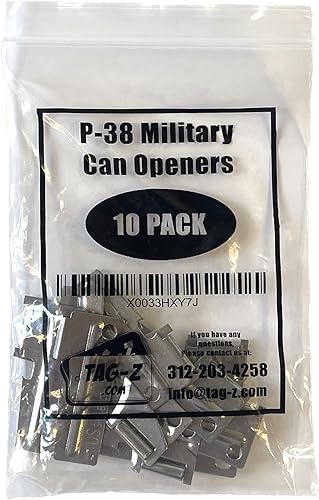 P-38 Military
Can Openers
10 PACK
X0033HXY7J
TAG-Z
.COM
If you have any
questions,
Please contact us at:
312-203-4258
info@tag-z.com